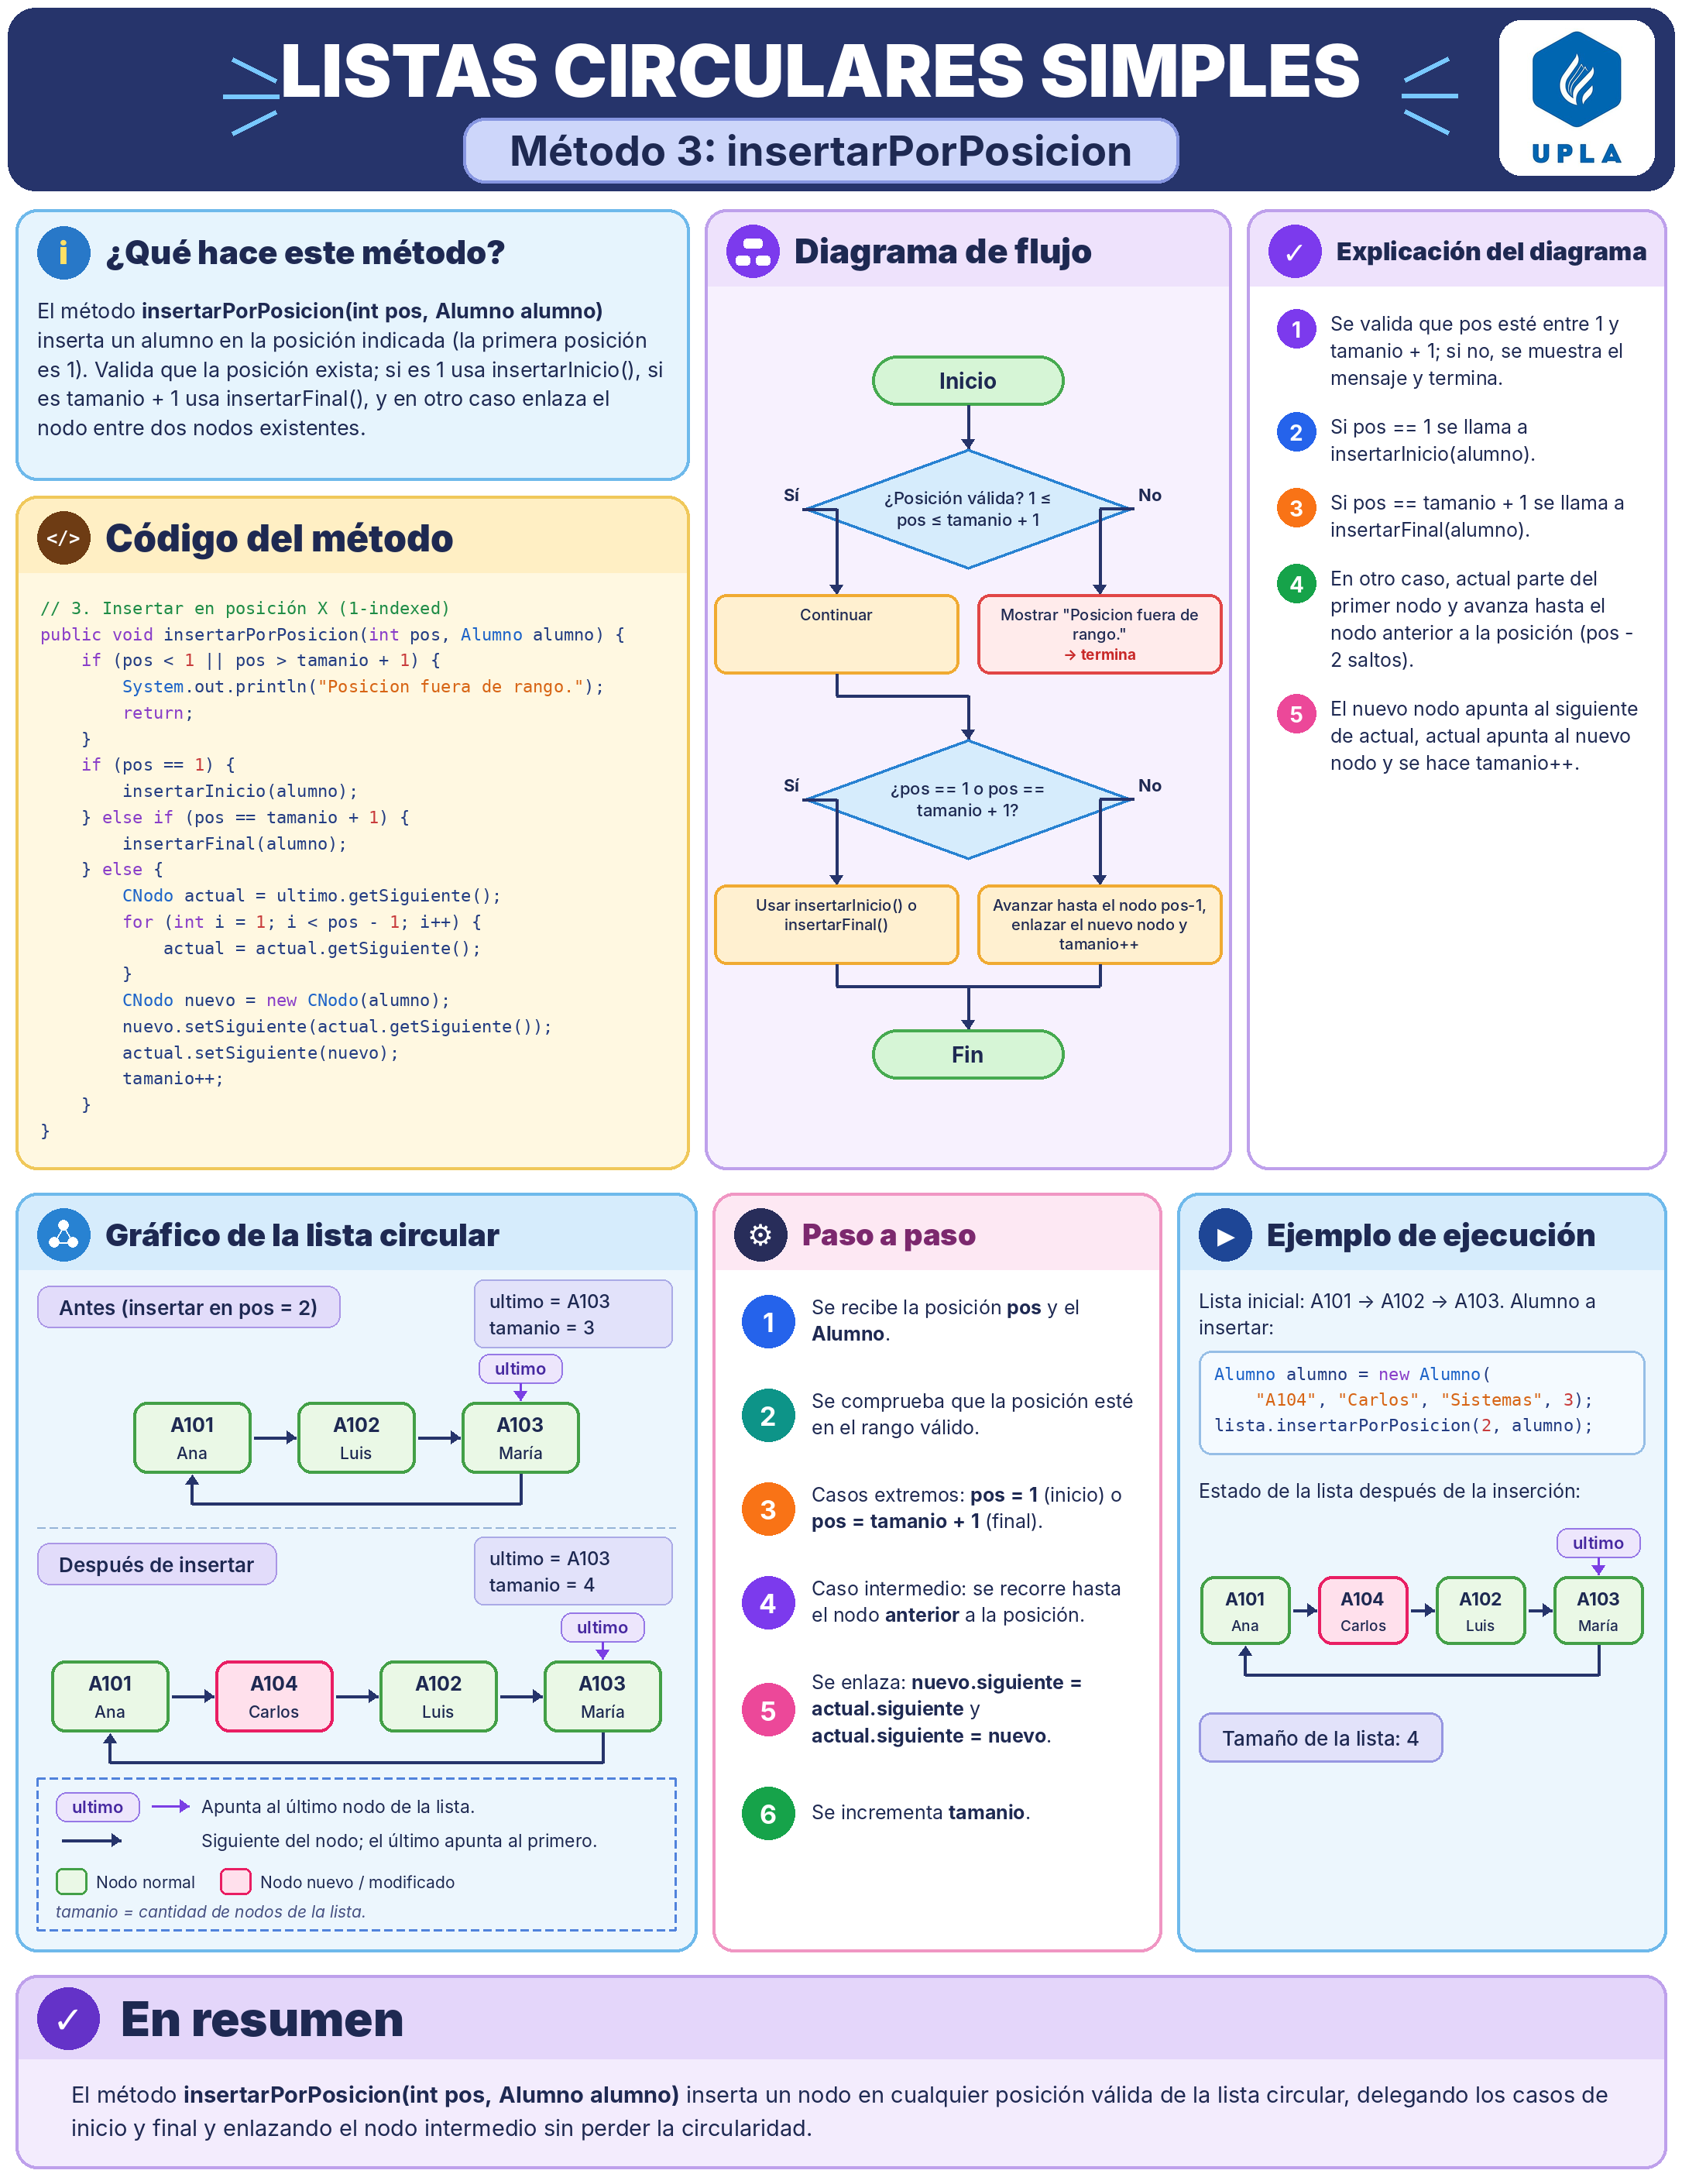 LISTAS CIRCULARES SIMPLES
Método 3: insertarPorPosicion
UPLA
i
¿Qué hace este método?
El método insertarPorPosicion(int pos, Alumno alumno)
inserta un alumno en la posición indicada (la primera posición
es 1). Valida que la posición exista; si es 1 usa insertarInicio(), si
es tamanio + 1 usa insertarFinal(), y en otro caso enlaza el
nodo entre dos nodos existentes.
</>
Código del método
// 3. Insertar en posición X (1-indexed)
public void insertarPorPosicion(int pos, Alumno alumno) {
    if (pos < 1 || pos > tamanio + 1) {
        System.out.println("Posicion fuera de rango.");
        return;
    }
    if (pos == 1) {
        insertarInicio(alumno);
    } else if (pos == tamanio + 1) {
        insertarFinal(alumno);
    } else {
        CNodo actual = ultimo.getSiguiente();
        for (int i = 1; i < pos - 1; i++) {
            actual = actual.getSiguiente();
        }
        CNodo nuevo = new CNodo(alumno);
        nuevo.setSiguiente(actual.getSiguiente());
        actual.setSiguiente(nuevo);
        tamanio++;
    }
}
Diagrama de flujo
Inicio
¿Posición válida? 1 ≤
pos ≤ tamanio + 1
Sí
No
Continuar
Mostrar "Posicion fuera de
rango."
→ termina
¿pos == 1 o pos ==
tamanio + 1?
Sí
No
Usar insertarInicio() o
insertarFinal()
Avanzar hasta el nodo pos-1,
enlazar el nuevo nodo y
tamanio++
Fin
✓
Explicación del diagrama
1
Se valida que pos esté entre 1 y
tamanio + 1; si no, se muestra el
mensaje y termina.
2
Si pos == 1 se llama a
insertarInicio(alumno).
3
Si pos == tamanio + 1 se llama a
insertarFinal(alumno).
4
En otro caso, actual parte del
primer nodo y avanza hasta el
nodo anterior a la posición (pos -
2 saltos).
5
El nuevo nodo apunta al siguiente
de actual, actual apunta al nuevo
nodo y se hace tamanio++.
Gráfico de la lista circular
Antes (insertar en pos = 2)
ultimo = A103
tamanio = 3
ultimo
A101
Ana
A102
Luis
A103
María
Después de insertar
ultimo = A103
tamanio = 4
ultimo
A101
Ana
A104
Carlos
A102
Luis
A103
María
ultimo
Apunta al último nodo de la lista.
Siguiente del nodo; el último apunta al primero.
Nodo normal
Nodo nuevo / modificado
tamanio = cantidad de nodos de la lista.
Paso a paso
1
Se recibe la posición pos y el
Alumno.
2
Se comprueba que la posición esté
en el rango válido.
3
Casos extremos: pos = 1 (inicio) o
pos = tamanio + 1 (final).
4
Caso intermedio: se recorre hasta
el nodo anterior a la posición.
5
Se enlaza: nuevo.siguiente =
actual.siguiente y
actual.siguiente = nuevo.
6
Se incrementa tamanio.
Ejemplo de ejecución
Lista inicial: A101 → A102 → A103. Alumno a
insertar:
Alumno alumno = new Alumno(
    "A104", "Carlos", "Sistemas", 3);
lista.insertarPorPosicion(2, alumno);
Estado de la lista después de la inserción:
ultimo
A101
Ana
A104
Carlos
A102
Luis
A103
María
Tamaño de la lista: 4
✓
En resumen
El método insertarPorPosicion(int pos, Alumno alumno) inserta un nodo en cualquier posición válida de la lista circular, delegando los casos de
inicio y final y enlazando el nodo intermedio sin perder la circularidad.